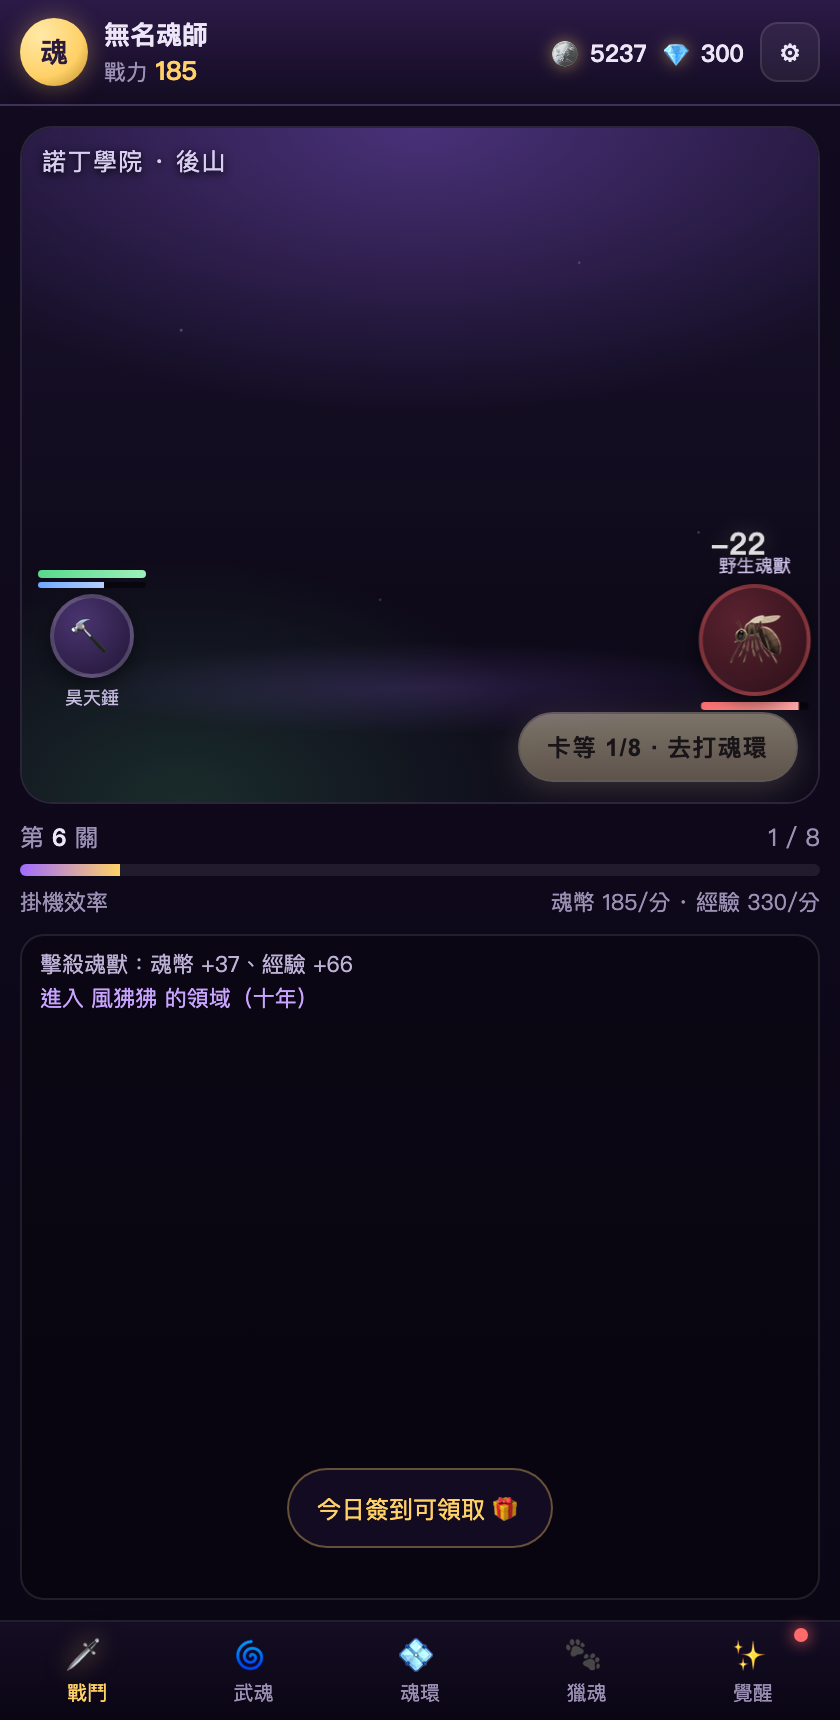 魂
無名魂師
戰力 185
5237
300
諾丁學院 · 後山
-22
野生魂獸
昊天錘
卡等 1/8 · 去打魂環
第 6 關
1 / 8
掛機效率
魂幣 185/分 · 經驗 330/分
擊殺魂獸：魂幣 +37、經驗 +66
進入 風狒狒 的領域（十年）
今日簽到可領取
戰鬥
武魂
魂環
獵魂
覺醒